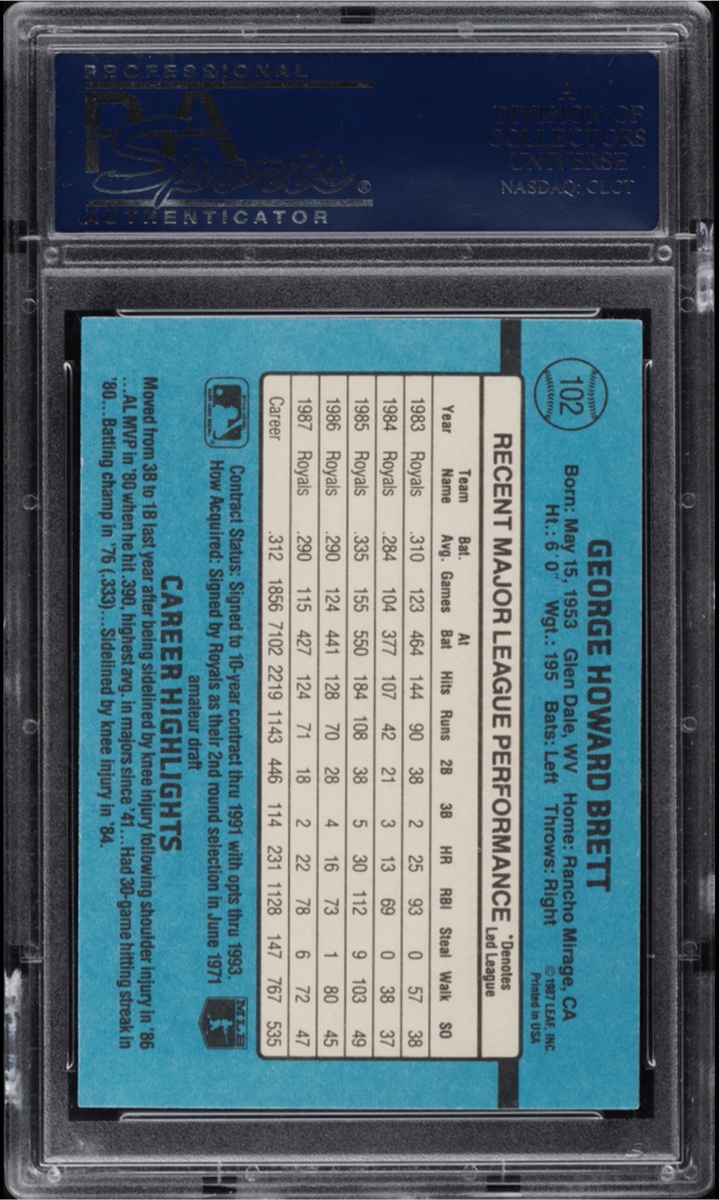 PROFESSIONAL
PSA
Sports®
AUTHENTICATOR
A
DIVISION OF
COLLECTORS
UNIVERSE
NASDAQ: CLCT
102
GEORGE HOWARD BRETT
Born: May 15, 1953 Glen Dale, WV Home: Rancho Mirage, CA
Ht.: 6'0" Wgt.: 195 Bats: Left Throws: Right
©1987 LEAF, INC.
Printed in USA
RECENT MAJOR LEAGUE PERFORMANCE
*Denotes
Led League
Year Team Name Bat. Avg. Games At Bat Hits Runs 2B 3B HR RBI Steal Walk SO
1983 Royals .310 123 464 144 90 38 2 25 93 0 57 38
1984 Royals .284 104 377 107 42 21 3 13 69 0 38 37
1985 Royals .335 155 550 184 108 38 5 30 112 9 103 49
1986 Royals .290 124 441 128 70 28 4 16 73 1 80 45
1987 Royals .290 115 427 124 71 18 2 22 78 6 72 47
Career .312 1856 7102 2219 1143 446 114 231 1128 147 767 535
Contract Status: Signed to 10-year contract thru 1991 with opts thru 1993.
How Acquired: Signed by Royals as their 2nd round selection in June 1971
amateur draft
MLB
CAREER HIGHLIGHTS
Moved from 3B to 1B last year after being sidelined by knee injury following shoulder injury in '86
...AL MVP in '80 when he hit .390, highest avg. in majors since '41...Had 30-game hitting streak in
'80...Batting champ in '76 (.333)...Sidelined by knee injury in '84.